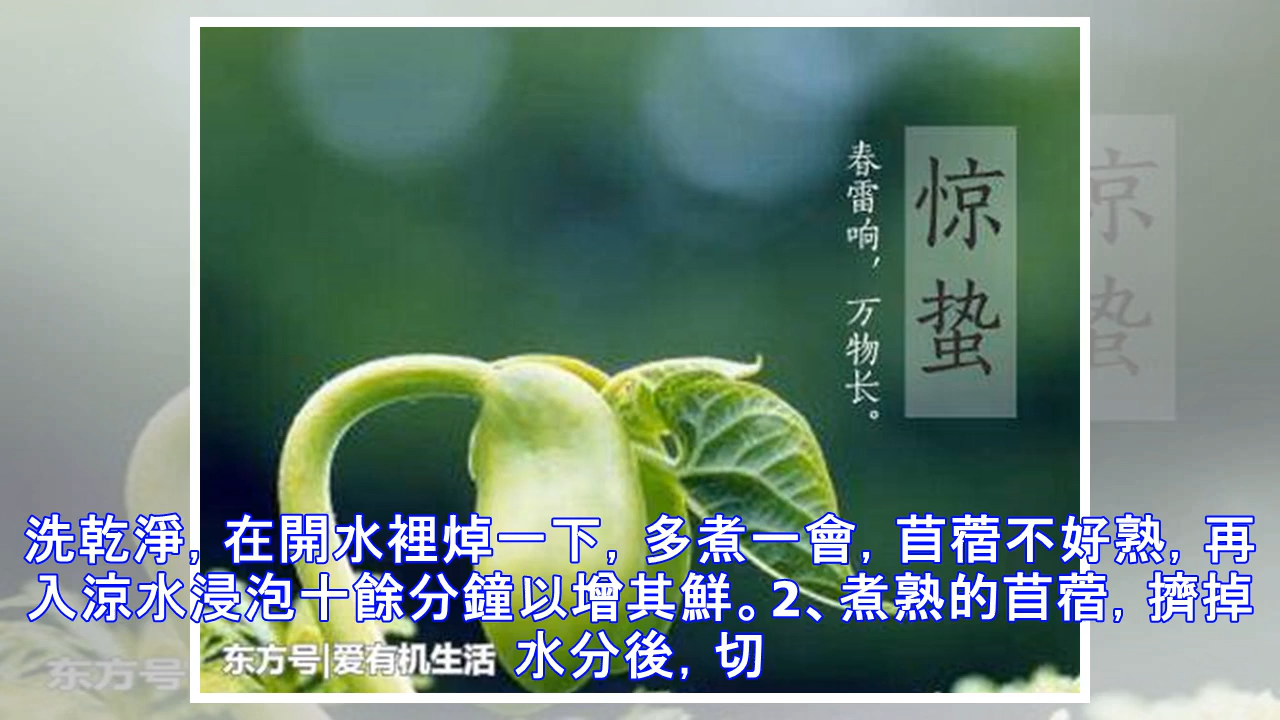 惊蛰
春雷响，万物长。
洗乾淨, 在開水裡焯一下, 多煮一會, 苜蓿不好熟, 再
入涼水浸泡十餘分鐘以增其鮮。2、煮熟的苜蓿, 擠掉
水分後, 切
东方号|爱有机生活
京
蛰
东方号